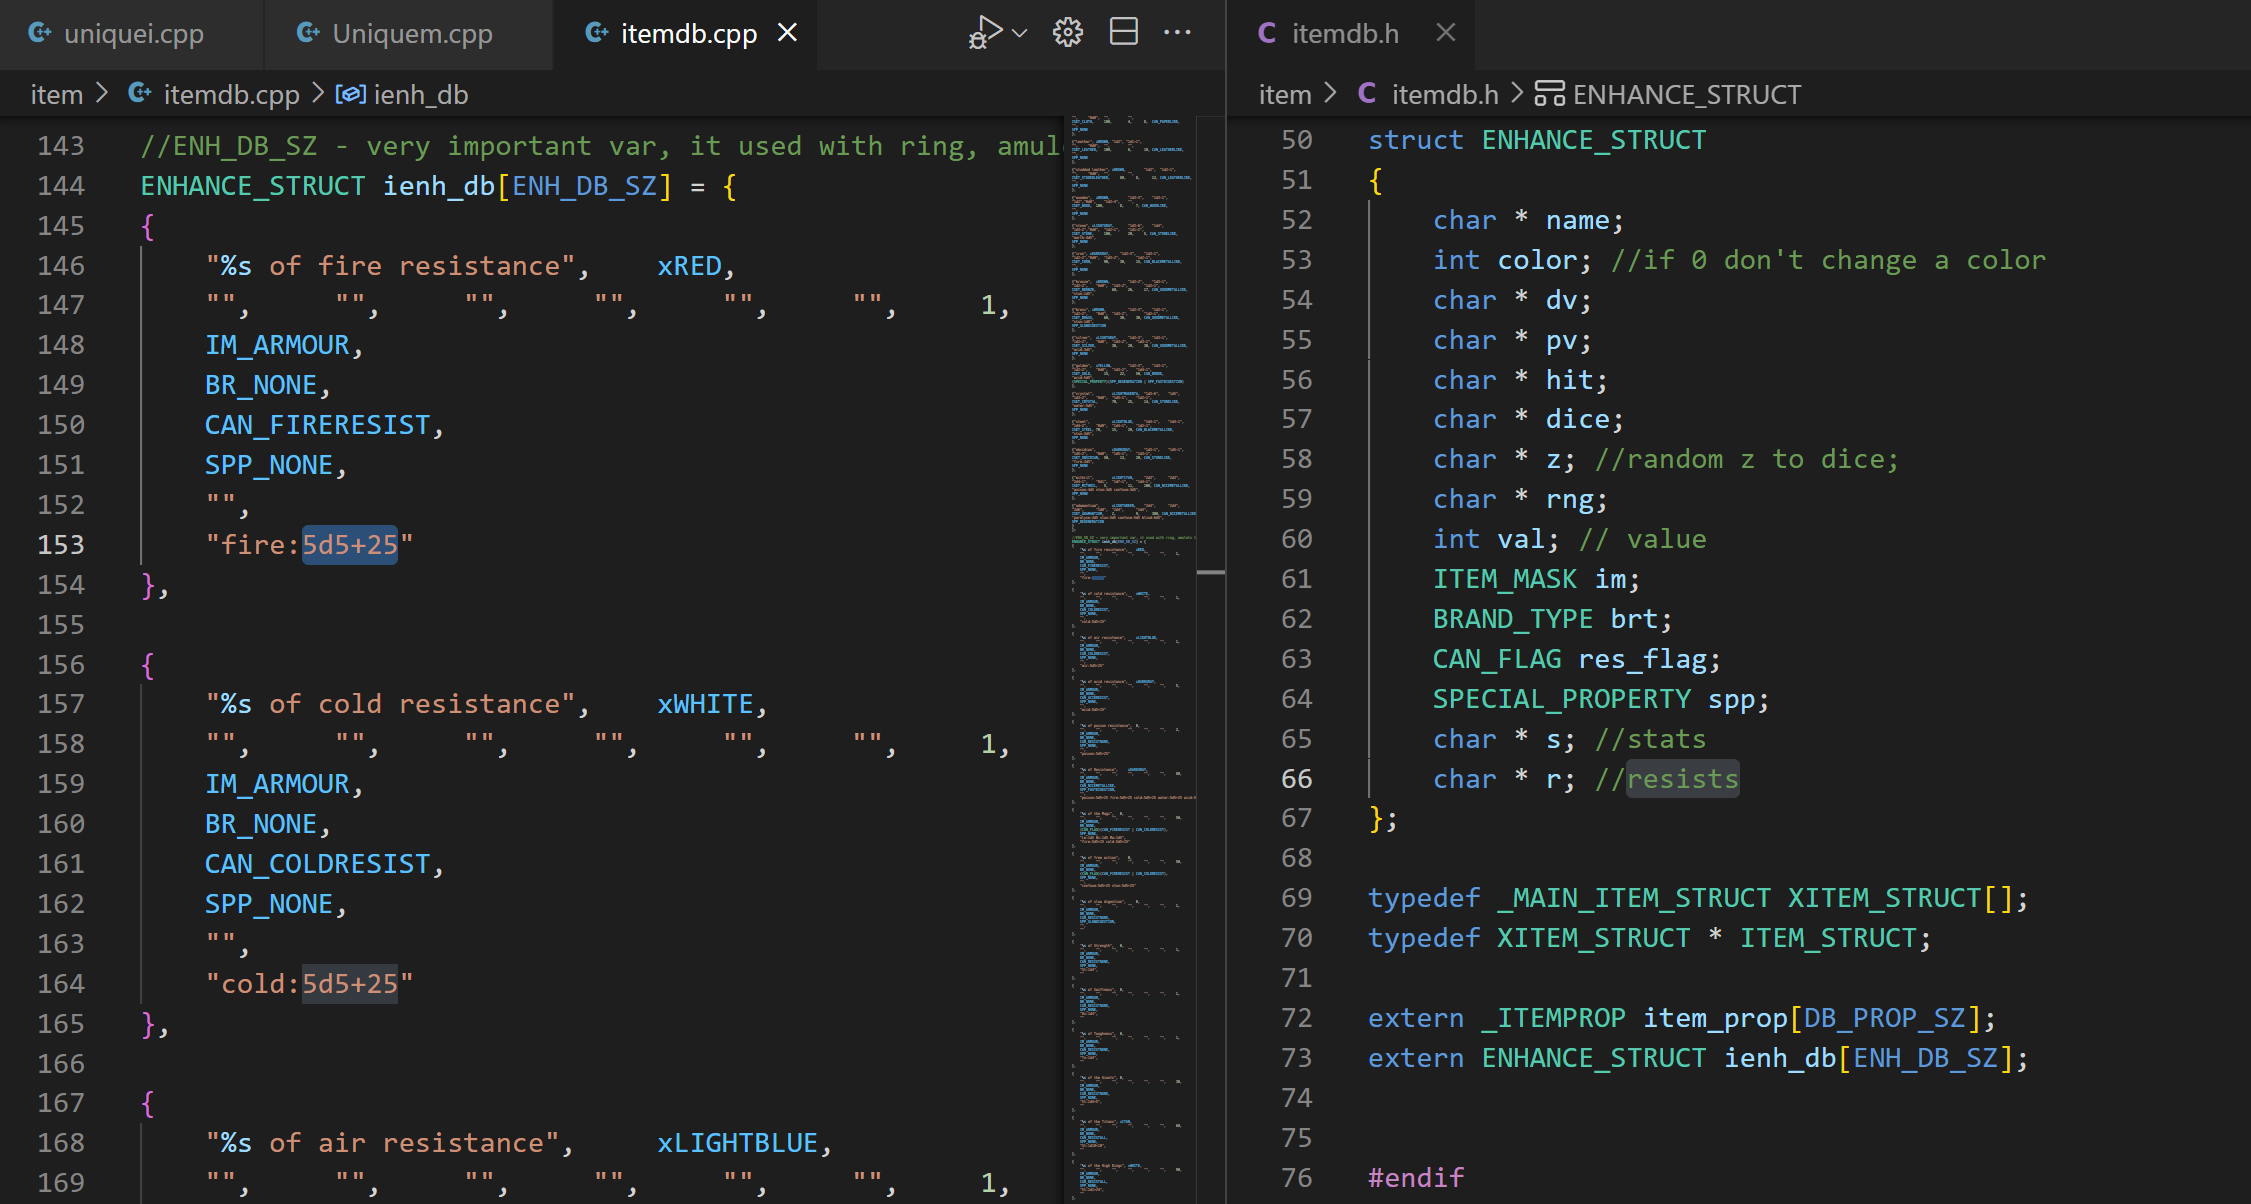 uniquei.cpp Uniquem.cpp itemdb.cpp
item > itemdb.cpp > ienh_db
143 //ENH_DB_SZ - very important var, it used with ring, amul
144 ENHANCE_STRUCT ienh_db[ENH_DB_SZ] = {
145 {
146 "%s of fire resistance", xRED,
147 "", "", "", "", "", "", 1,
148 IM_ARMOUR,
149 BR_NONE,
150 CAN_FIRERESIST,
151 SPP_NONE,
152 "",
153 "fire:5d5+25"
154 },
155
156 {
157 "%s of cold resistance", xWHITE,
158 "", "", "", "", "", "", 1,
159 IM_ARMOUR,
160 BR_NONE,
161 CAN_COLDRESIST,
162 SPP_NONE,
163 "",
164 "cold:5d5+25"
165 },
166
167 {
168 "%s of air resistance", xLIGHTBLUE,
169 "", "", "", "", "", "", 1,
itemdb.h
item > itemdb.h > ENHANCE_STRUCT
50 struct ENHANCE_STRUCT
51 {
52 char * name;
53 int color; //if 0 don't change a color
54 char * dv;
55 char * pv;
56 char * hit;
57 char * dice;
58 char * z; //random z to dice;
59 char * rng;
60 int val; // value
61 ITEM_MASK im;
62 BRAND_TYPE brt;
63 CAN_FLAG res_flag;
64 SPECIAL_PROPERTY spp;
65 char * s; //stats
66 char * r; //resists
67 };
68
69 typedef _MAIN_ITEM_STRUCT XITEM_STRUCT[];
70 typedef XITEM_STRUCT * ITEM_STRUCT;
71
72 extern _ITEMPROP item_prop[DB_PROP_SZ];
73 extern ENHANCE_STRUCT ienh_db[ENH_DB_SZ];
74
75
76 #endif